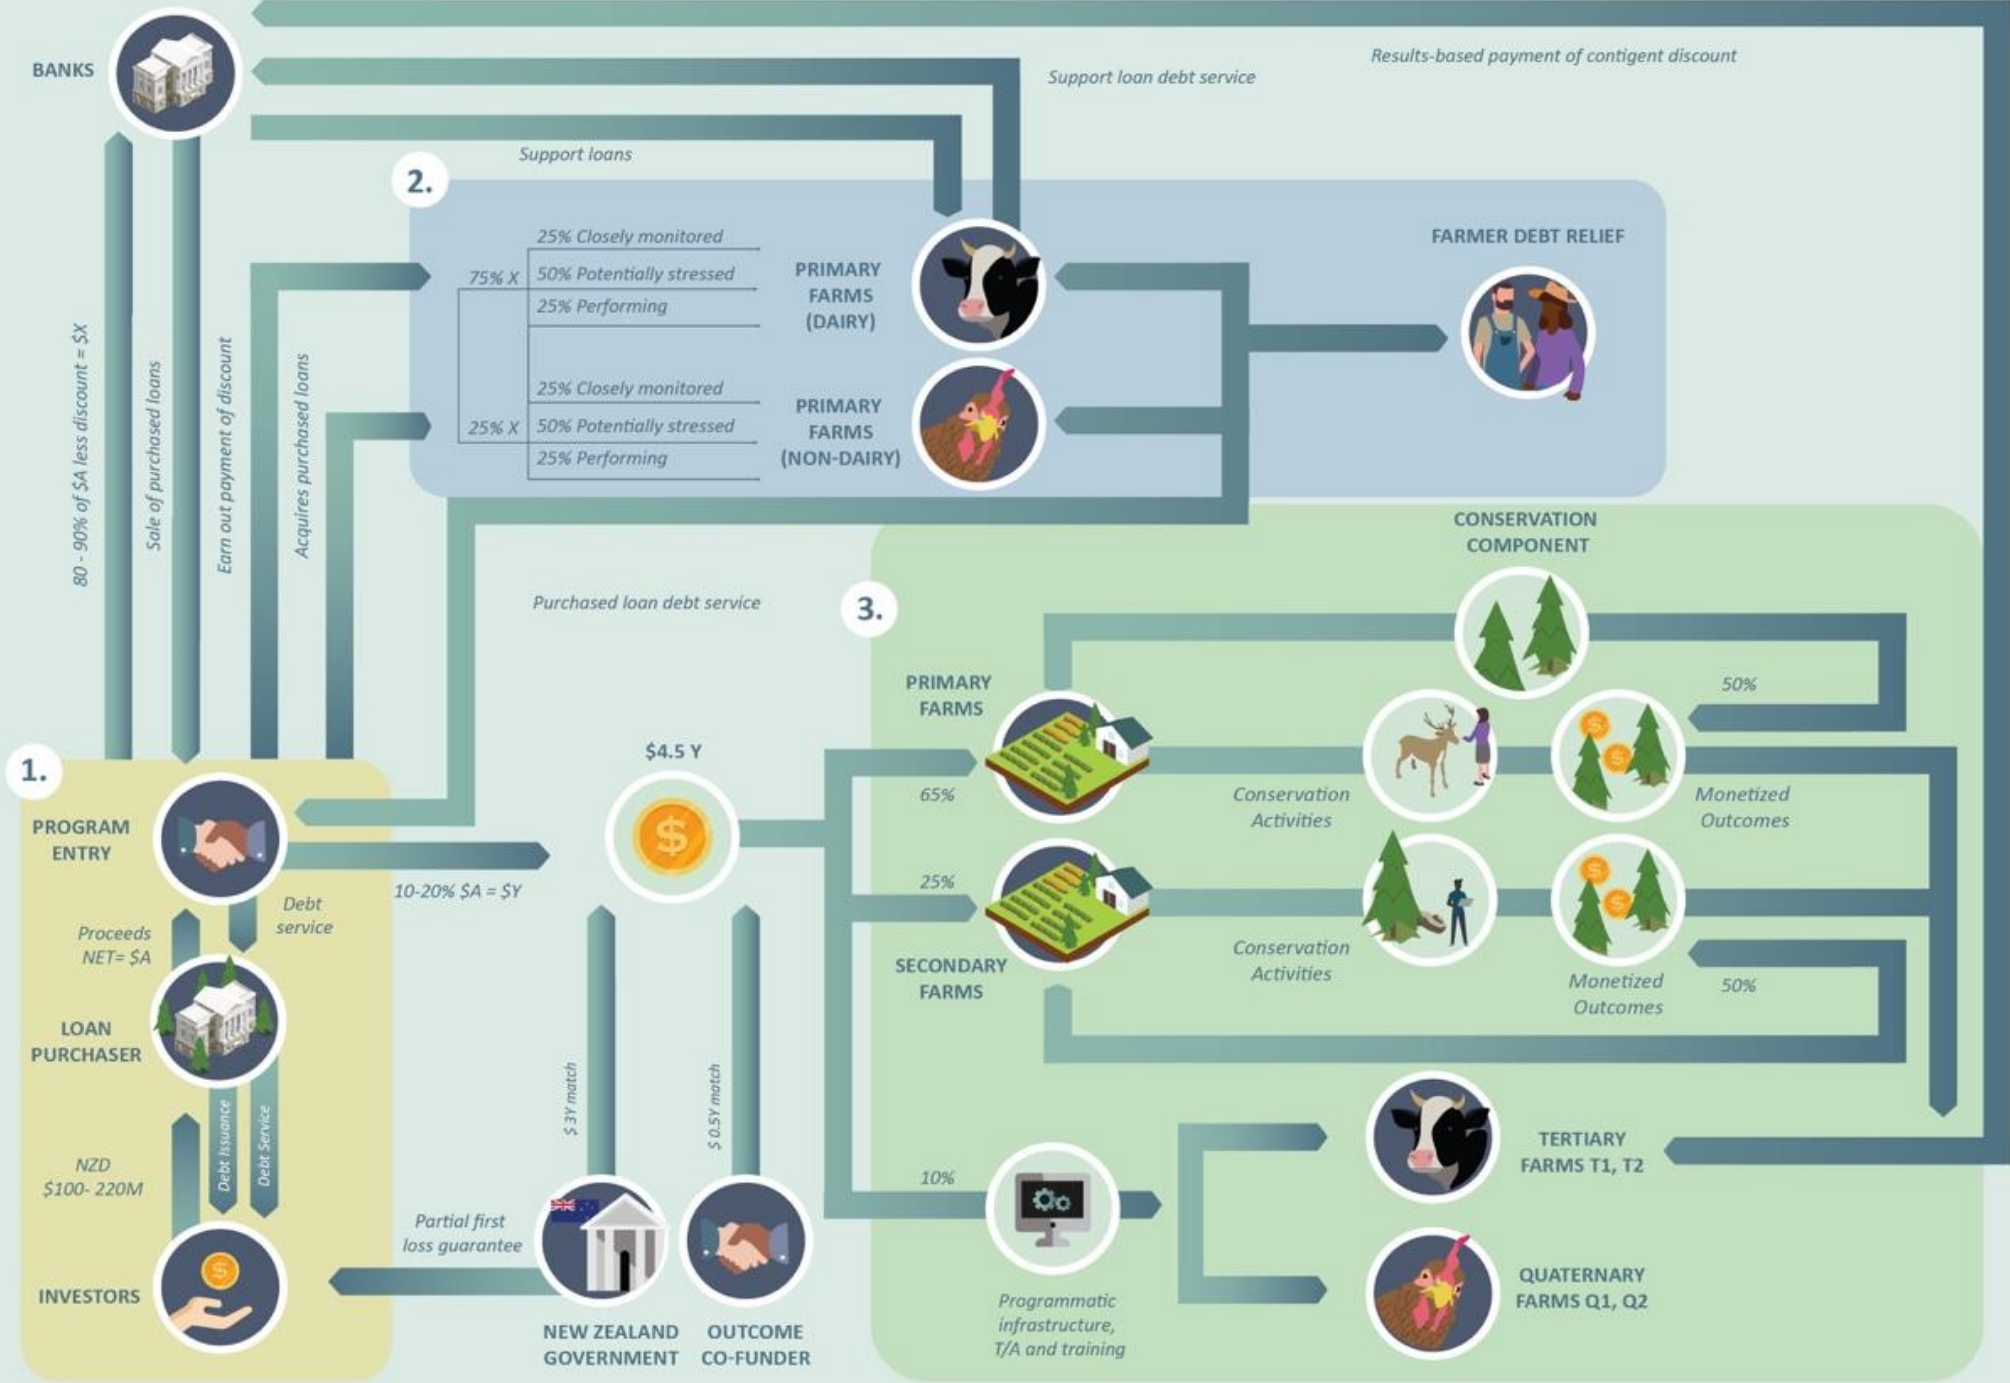 BANKS
Results-based payment of contigent discount
Support loan debt service
Support loans
2.
25% Closely monitored
75% X
50% Potentially stressed
25% Performing
PRIMARY
FARMS
(DAIRY)
FARMER DEBT RELIEF
25% Closely monitored
25% X
50% Potentially stressed
25% Performing
PRIMARY
FARMS
(NON-DAIRY)
80 - 90% of $A less discount = $X
Sale of purchased loans
Earn out payment of discount
Acquires purchased loans
Purchased loan debt service
3.
CONSERVATION
COMPONENT
PRIMARY
FARMS
50%
65%
Conservation
Activities
Monetized
Outcomes
25%
SECONDARY
FARMS
Conservation
Activities
Monetized
Outcomes
50%
1.
PROGRAM
ENTRY
$4.5 Y
10-20% $A = $Y
Debt
service
Proceeds
NET= $A
LOAN
PURCHASER
Debt Issuance
Debt Service
NZD
$100- 220M
INVESTORS
Partial first
loss guarantee
$ 3Y match
$ 0.5Y match
NEW ZEALAND
GOVERNMENT
OUTCOME
CO-FUNDER
10%
Programmatic
infrastructure,
T/A and training
TERTIARY
FARMS T1, T2
QUATERNARY
FARMS Q1, Q2